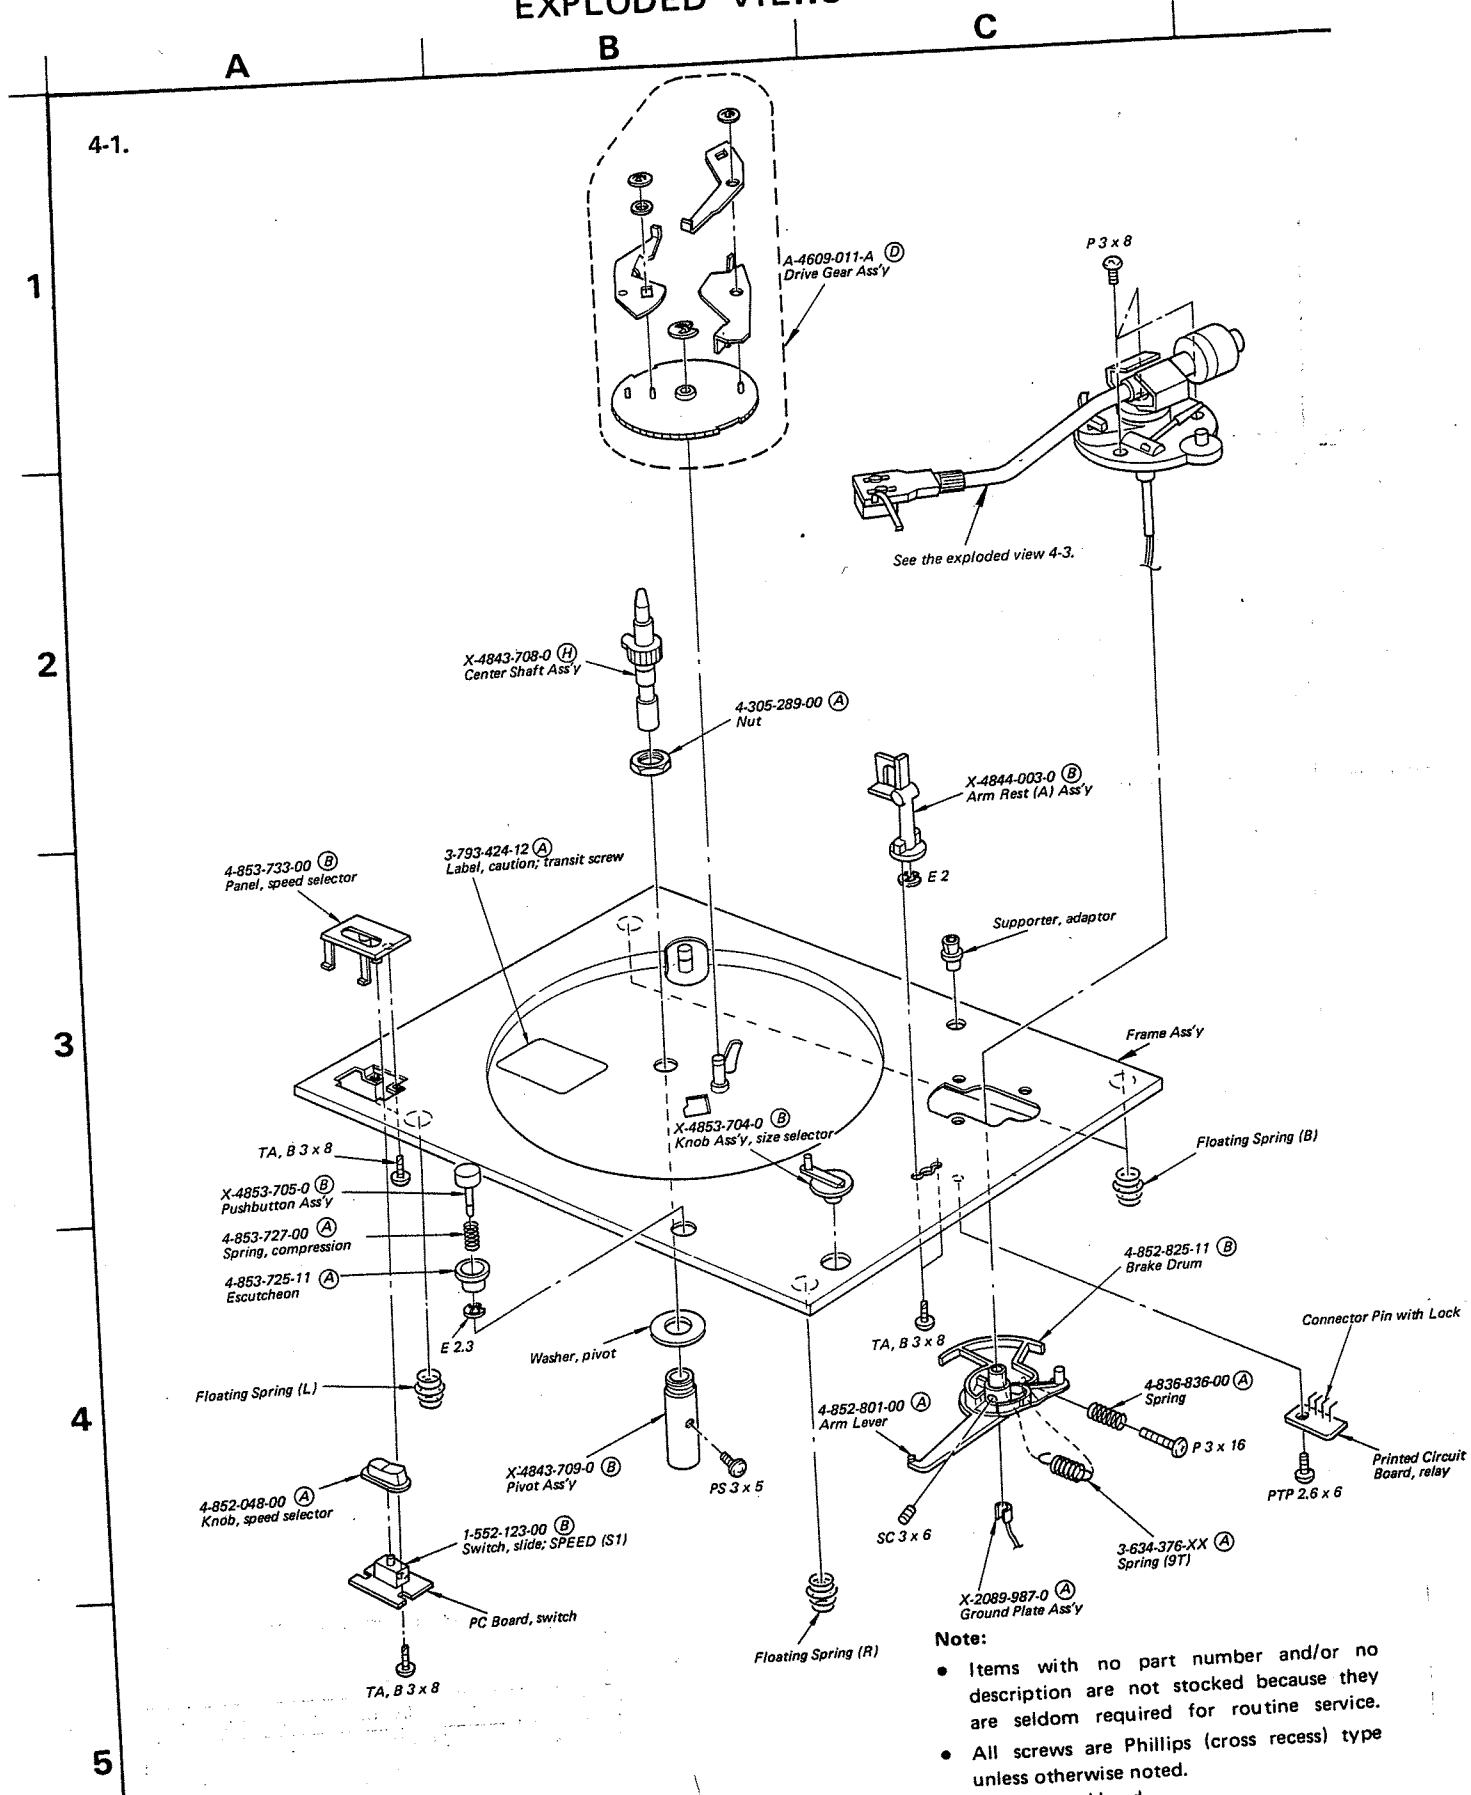 EXPLODED VIEWS
A
B
C
4-1.
1
2
3
4
5
A-4609-011-A (D)
Drive Gear Ass'y
P 3 x 8
See the exploded view 4-3.
X-4843-708-0 (H)
Center Shaft Ass'y
4-305-289-00 (A)
Nut
X-4844-003-0 (B)
Arm Rest (A) Ass'y
E 2
4-853-733-00 (B)
Panel, speed selector
3-793-424-12 (A)
Label, caution; transit screw
Supporter, adaptor
Frame Ass'y
X-4853-704-0 (B)
Knob Ass'y, size selector
Floating Spring (B)
TA, B 3 x 8
X-4853-705-0 (B)
Pushbutton Ass'y
4-853-727-00 (A)
Spring, compression
4-853-725-11 (A)
Escutcheon
E 2.3
Washer, pivot
TA, B 3 x 8
4-852-825-11 (B)
Brake Drum
Connector Pin with Lock
Floating Spring (L)
4-852-801-00 (A)
Arm Lever
4-836-836-00 (A)
Spring
P 3 x 16
Printed Circuit
Board, relay
PTP 2.6 x 6
X-4843-709-0 (B)
Pivot Ass'y
PS 3 x 5
4-852-048-00 (A)
Knob, speed selector
1-552-123-00 (B)
Switch, slide; SPEED (S1)
SC 3 x 6
3-634-376-XX (A)
Spring (9T)
X-2089-987-0 (A)
Ground Plate Ass'y
PC Board, switch
TA, B 3 x 8
Floating Spring (R)
Note:
● Items with no part number and/or no
description are not stocked because they
are seldom required for routine service.
● All screws are Phillips (cross recess) type
unless otherwise noted.